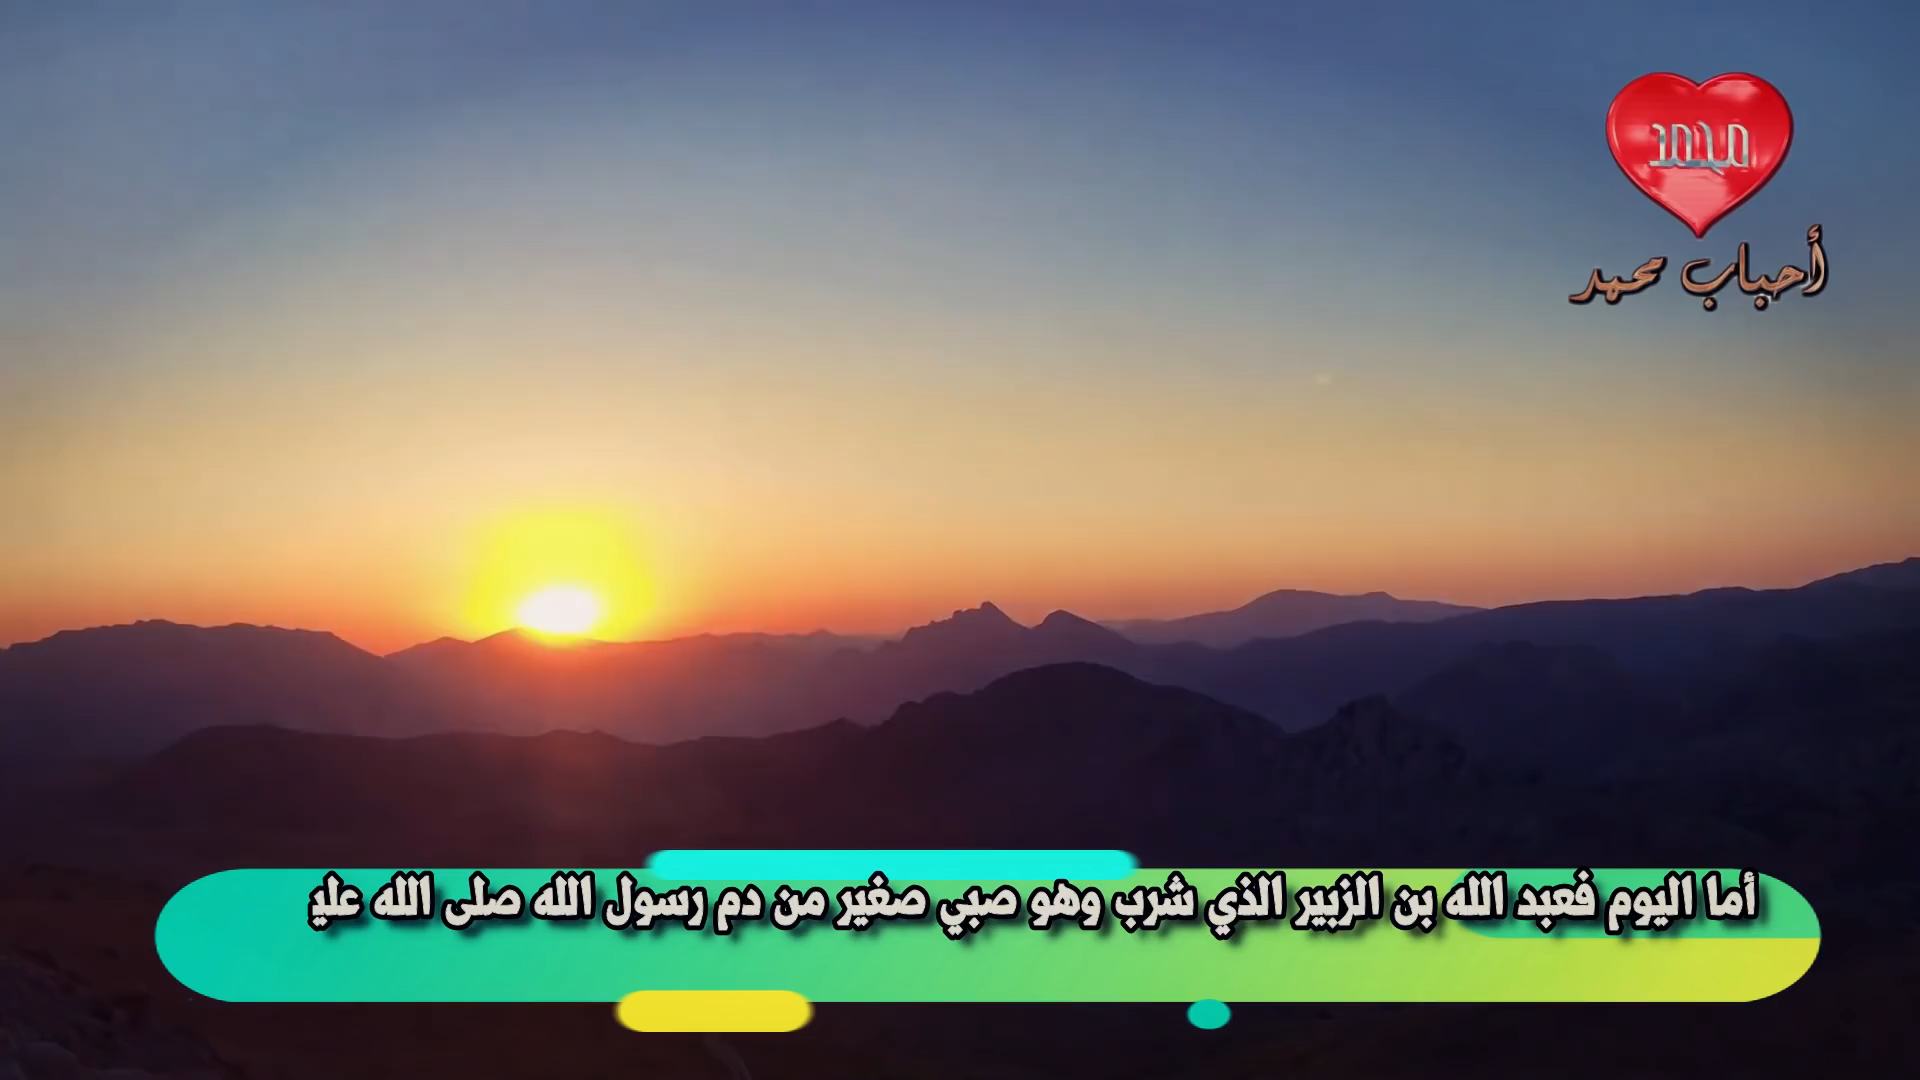 محمد
أحباب محمد
أما اليوم فعبد الله بن الزبير الذي شرب وهو صبي صغير من دم رسول الله صلى الله علي